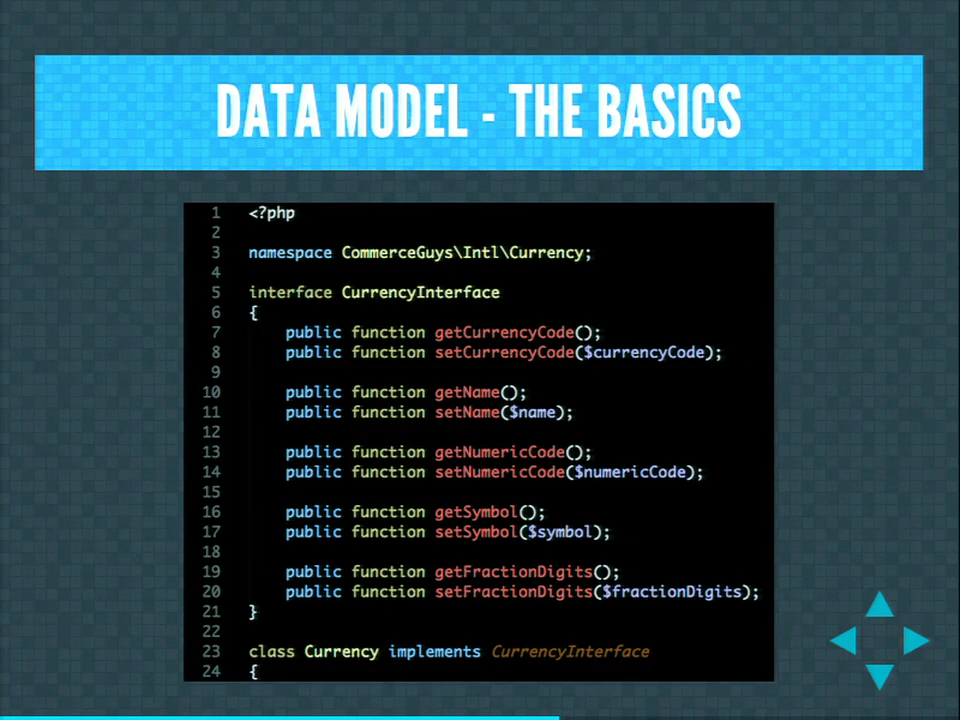 DATA MODEL - THE BASICS
1 <?php
2
3 namespace CommerceGuys\Intl\Currency;
4
5 interface CurrencyInterface
6 {
7 public function getCurrencyCode();
8 public function setCurrencyCode($currencyCode);
9
10 public function getName();
11 public function setName($name);
12
13 public function getNumericCode();
14 public function setNumericCode($numericCode);
15
16 public function getSymbol();
17 public function setSymbol($symbol);
18
19 public function getFractionDigits();
20 public function setFractionDigits($fractionDigits);
21 }
22
23 class Currency implements CurrencyInterface
24 {